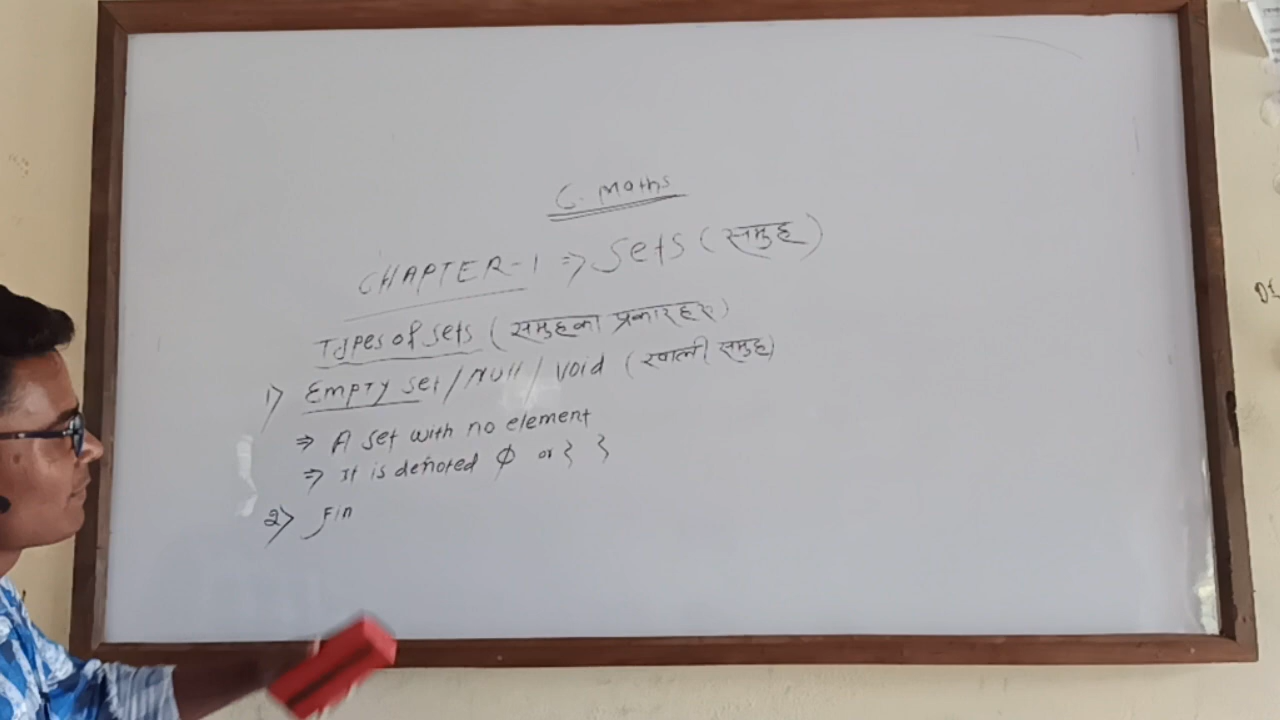 C. Maths
CHAPTER-1 => Sets (समुह)
Types of sets (समुहका प्रकारहरु)
1) Empty set / Null / Void (खाली समुह)
=> A set with no element
=> It is denoted ϕ or { }
2) Fin